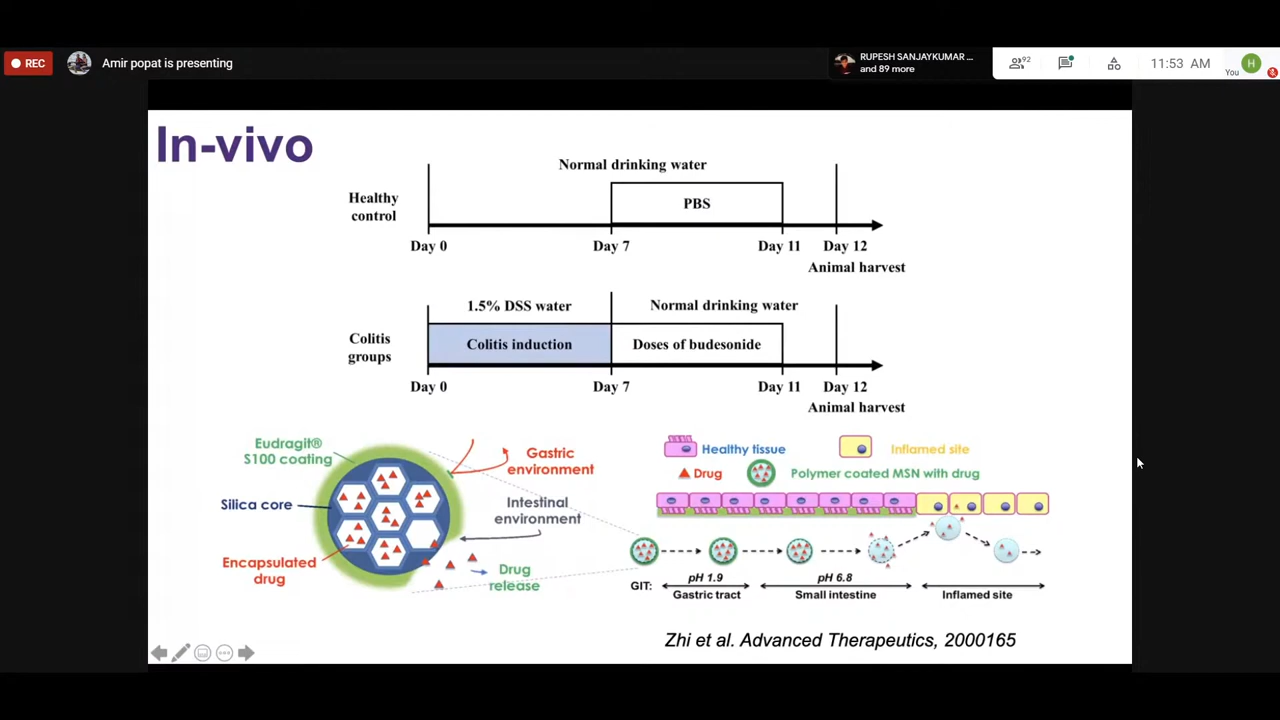 REC
Amir popat is presenting
RUPESH SANJAYKUMAR ...
and 89 more
92
11:53 AM
You
H
In-vivo
Normal drinking water
Healthy
control
PBS
Day 0
Day 7
Day 11
Day 12
Animal harvest
1.5% DSS water
Normal drinking water
Colitis
groups
Colitis induction
Doses of budesonide
Day 0
Day 7
Day 11
Day 12
Animal harvest
Eudragit®
S100 coating
Silica core
Encapsulated
drug
Gastric
environment
Intestinal
environment
Drug
release
Healthy tissue
Inflamed site
Drug
Polymer coated MSN with drug
GIT:
pH 1.9
Gastric tract
pH 6.8
Small intestine
Inflamed site
Zhi et al. Advanced Therapeutics, 2000165